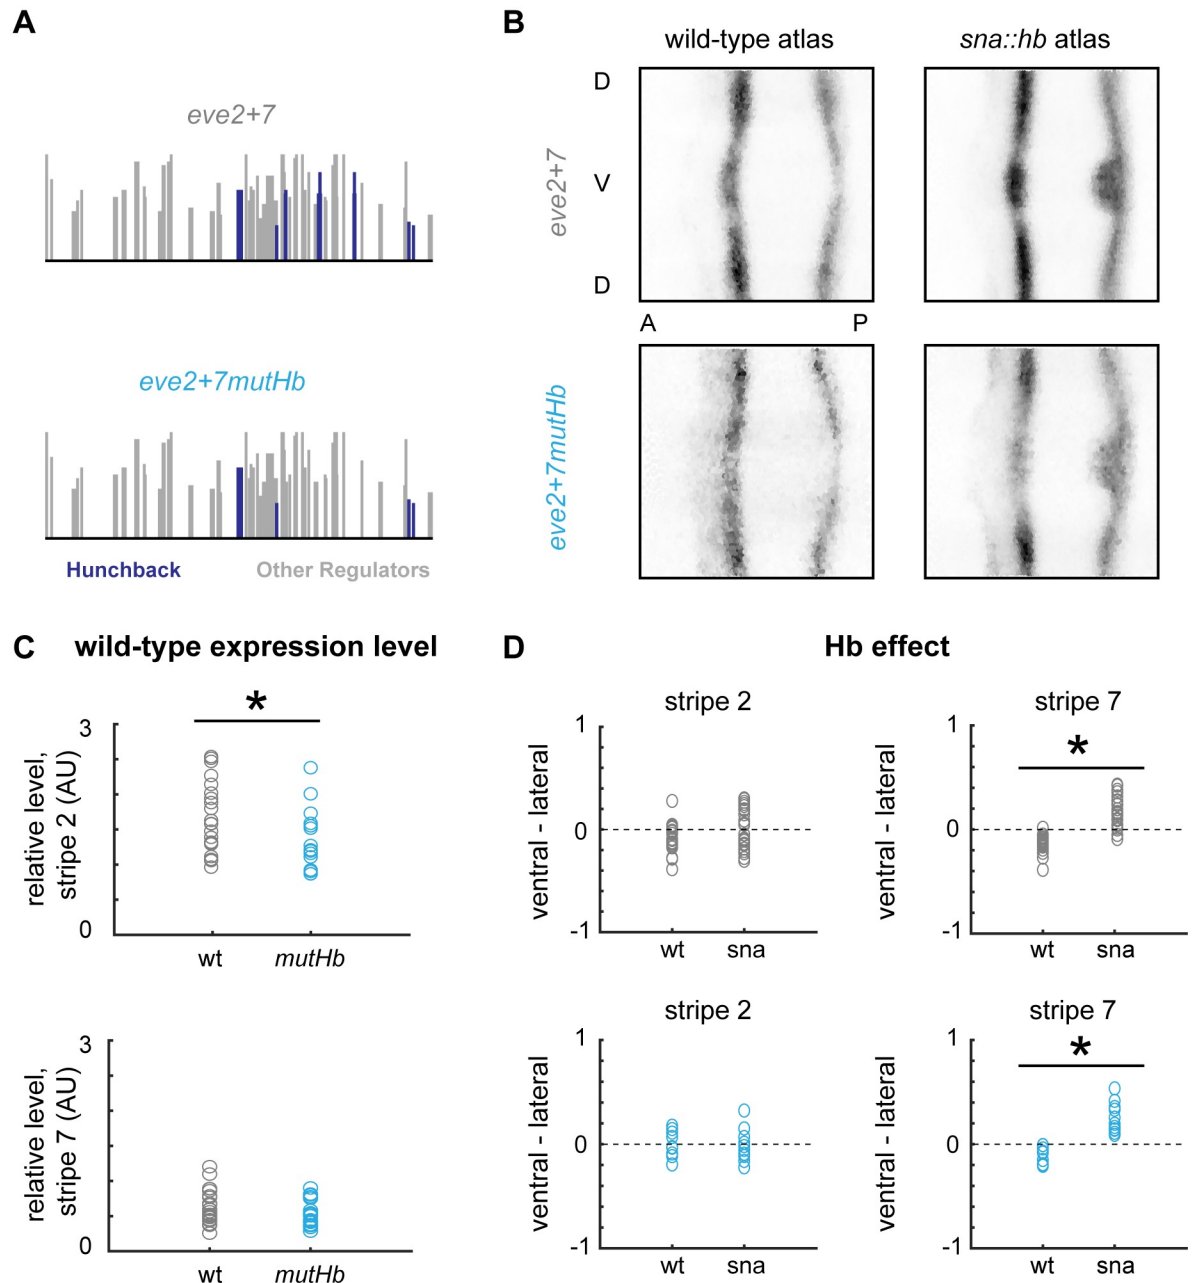 A
eve2+7
eve2+7mutHb
Hunchback
Other Regulators
B
wild-type atlas
sna::hb atlas
eve2+7
D
V
D
A
P
eve2+7mutHb
C
wild-type expression level
*
relative level,
stripe 2 (AU)
3
0
wt
mutHb
relative level,
stripe 7 (AU)
3
0
wt
mutHb
D
Hb effect
stripe 2
ventral - lateral
1
0
-1
wt
sna
stripe 7
*
ventral - lateral
1
0
-1
wt
sna
stripe 2
ventral - lateral
1
0
-1
wt
sna
stripe 7
*
ventral - lateral
1
0
-1
wt
sna